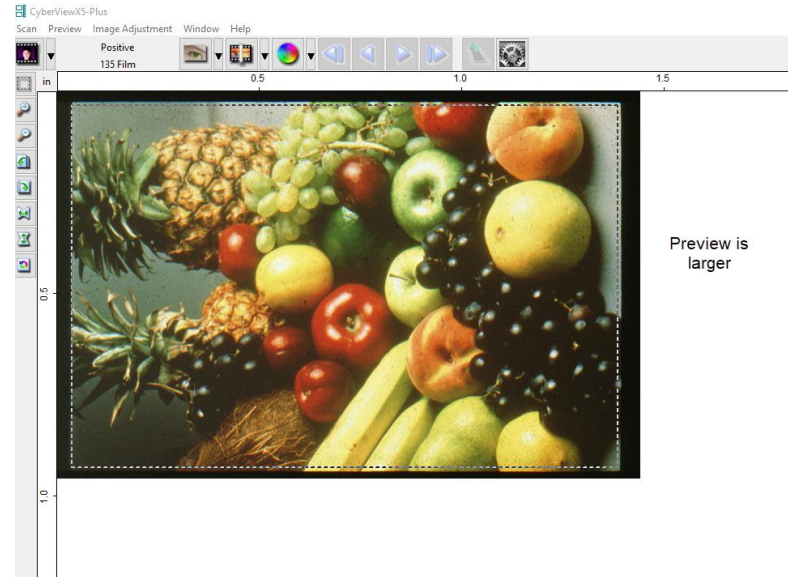 CyberViewX5-Plus
Scan Preview Image Adjustment Window Help
Positive
135 Film
in 0.5 1.0 1.5
Preview is
larger
0.5
1.0